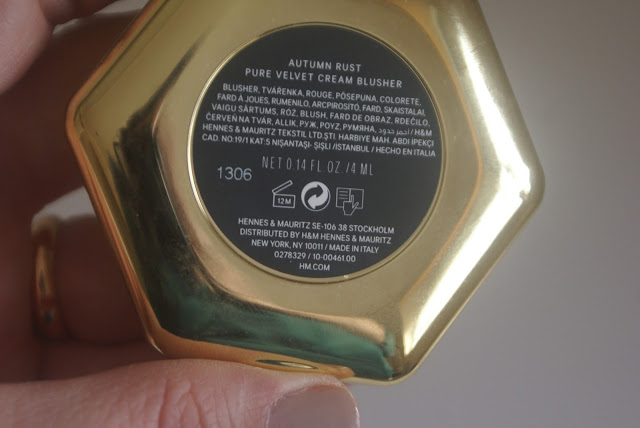 AUTUMN RUST
PURE VELVET CREAM BLUSHER
BLUSHER, TVÁŘENKA, ROUGE, PÕSEPUNA, COLORETE,
FARD À JOUES, RUMENILO, ARCPIROSÍTÓ, FARD, SKAISTALAI,
VAIGU SĀRTUMS, RÓŻ, BLUSH, FARD DE OBRAZ, RDEČILO,
ČERVEŇ NA TVÁR, ALLIK, РУЖ, ΡΟΥΖ, РУМЯНА, احمر خدود / H&M
HENNES & MAURITZ TEKSTIL LTD.ŞTİ. HARBIYE MAH. ABDI İPEKÇI
CAD. NO:19/1 KAT:5 NIŞANTAŞI- ŞIŞLI /ISTANBUL / HECHO EN ITALIA
NET 0.14 FL OZ /4 ML
1306
12 M
HENNES & MAURITZ SE-106 38 STOCKHOLM
DISTRIBUTED BY H&M HENNES & MAURITZ
NEW YORK, NY 10011 / MADE IN ITALY
0278329 / 10-00461.00
HM.COM